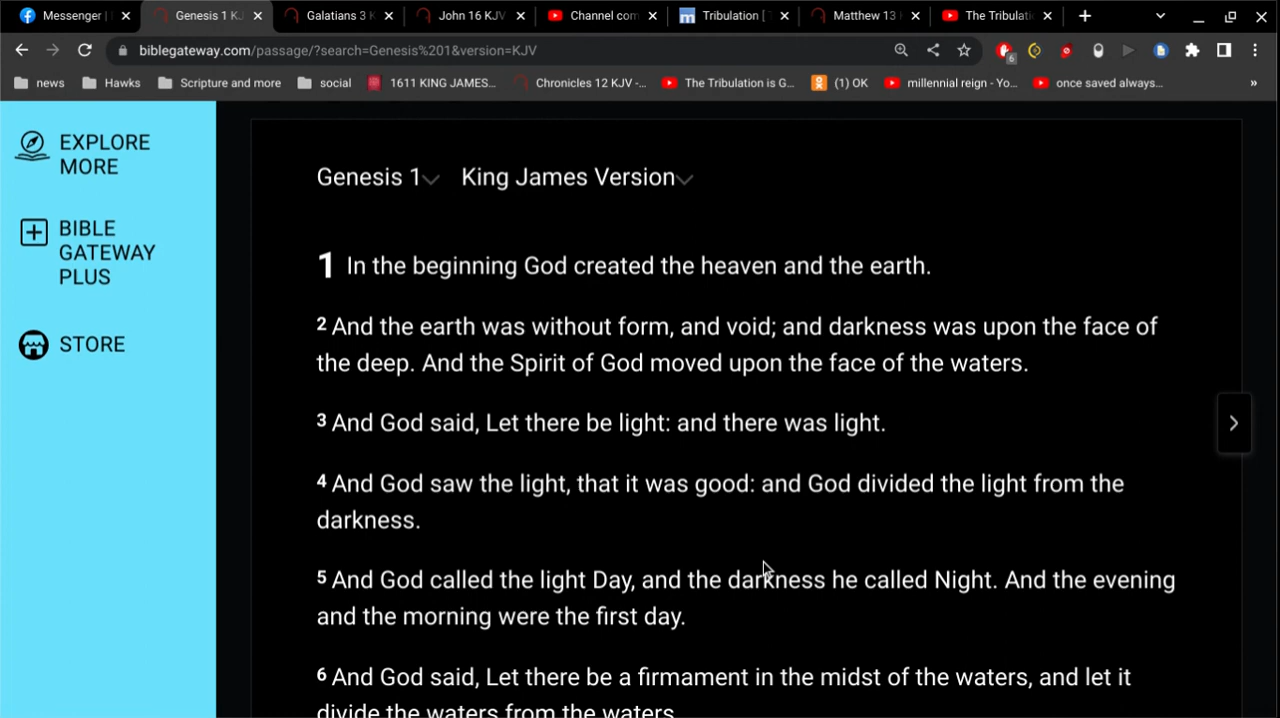 Messenger |
Genesis 1 KJ
Galatians 3 K
John 16 KJV
Channel com
Tribulation [
Matthew 13
The Tribulati
biblegateway.com/passage/?search=Genesis%201&version=KJV
6
news
Hawks
Scripture and more
social
1611 KING JAMES...
Chronicles 12 KJV -...
The Tribulation is G...
(1) OK
millennial reign - Yo...
once saved always...
»
EXPLORE
MORE
BIBLE
GATEWAY
PLUS
STORE
Genesis 1 King James Version
1 In the beginning God created the heaven and the earth.
2 And the earth was without form, and void; and darkness was upon the face of
the deep. And the Spirit of God moved upon the face of the waters.
3 And God said, Let there be light: and there was light.
4 And God saw the light, that it was good: and God divided the light from the
darkness.
5 And God called the light Day, and the darkness he called Night. And the evening
and the morning were the first day.
6 And God said, Let there be a firmament in the midst of the waters, and let it
divide the waters from the waters.